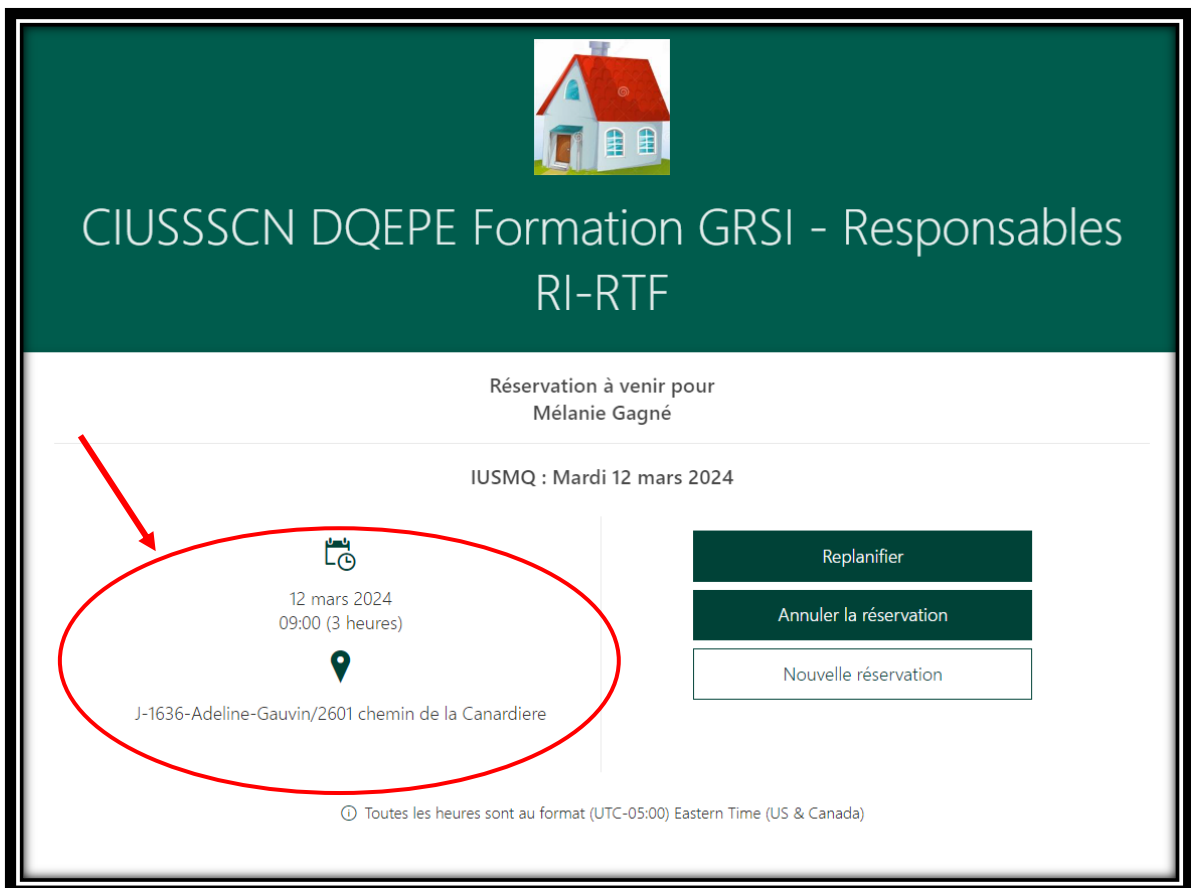 CIUSSSCN DQEPE Formation GRSI - Responsables
RI-RTF
Réservation à venir pour
Mélanie Gagné
IUSMQ : Mardi 12 mars 2024
12 mars 2024
09:00 (3 heures)
J-1636-Adeline-Gauvin/2601 chemin de la Canardiere
Replanifier
Annuler la réservation
Nouvelle réservation
Toutes les heures sont au format (UTC-05:00) Eastern Time (US & Canada)